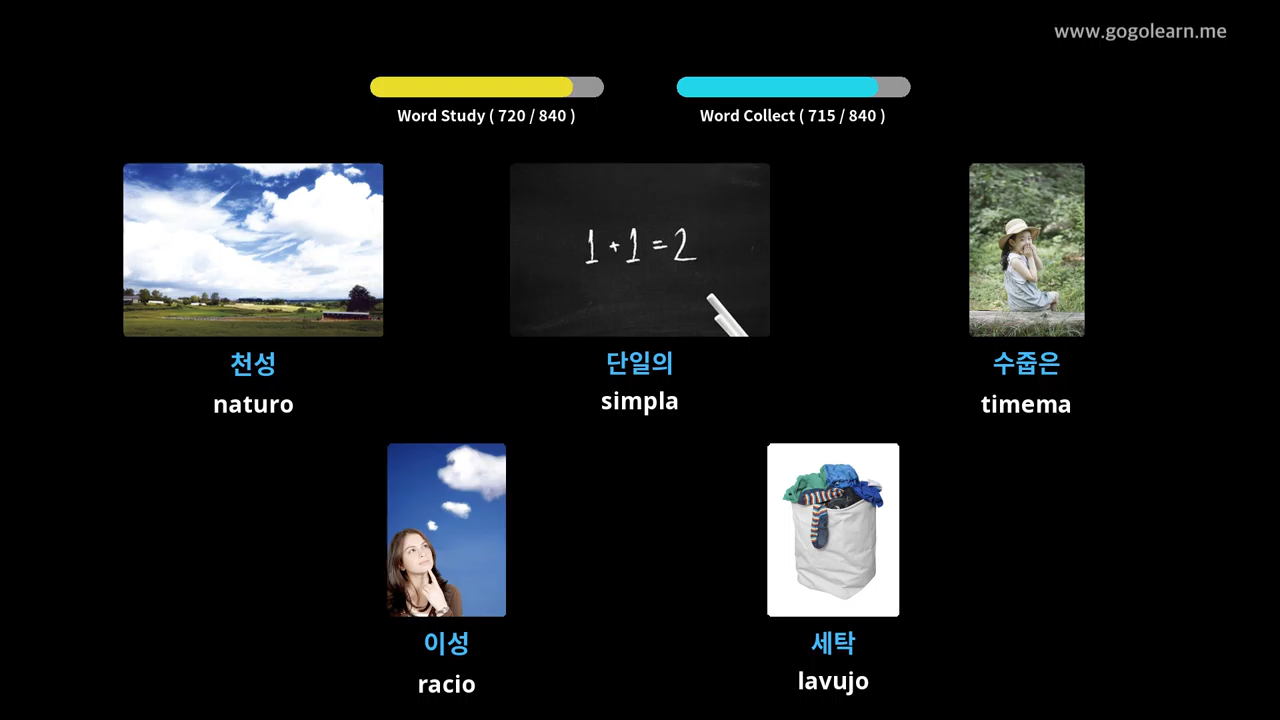 www.gogolearn.me
Word Study ( 720 / 840 )
Word Collect ( 715 / 840 )
1 + 1 = 2
천성
naturo
단일의
simpla
수줍은
timema
이성
racio
세탁
lavujo